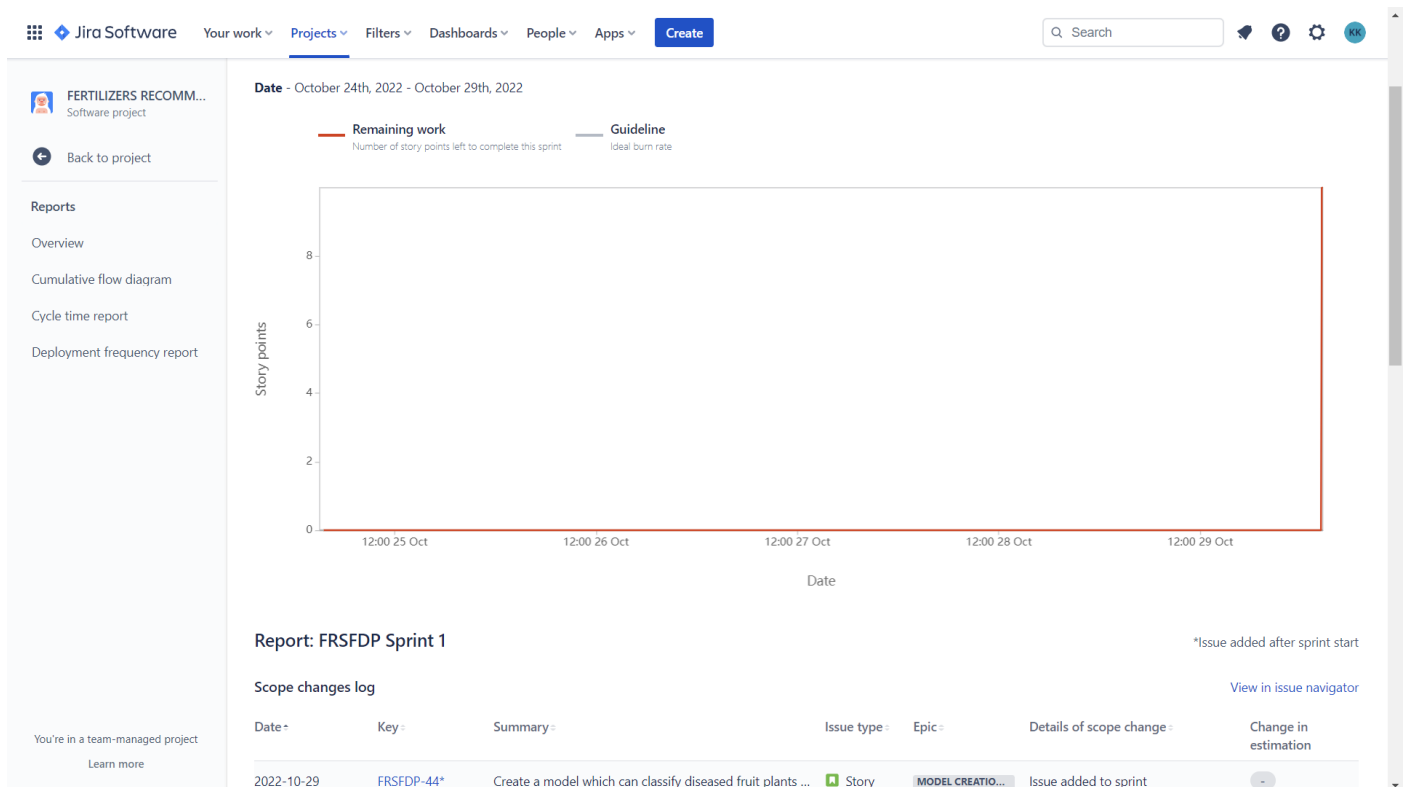 Jira Software Your work Projects Filters Dashboards People Apps Create Search KK
FERTILIZERS RECOMM...
Software project
Back to project
Reports
Overview
Cumulative flow diagram
Cycle time report
Deployment frequency report
You're in a team-managed project
Learn more
Date - October 24th, 2022 - October 29th, 2022
Remaining work
Number of story points left to complete this sprint
Guideline
Ideal burn rate
Story points
8
6
4
2
0
12:00 25 Oct 12:00 26 Oct 12:00 27 Oct 12:00 28 Oct 12:00 29 Oct
Date
Report: FRSFDP Sprint 1
*Issue added after sprint start
Scope changes log
View in issue navigator
Date Key Summary Issue type Epic Details of scope change Change in
estimation
2022-10-29 FRSFDP-44* Create a model which can classify diseased fruit plants ... Story MODEL CREATIO... Issue added to sprint -